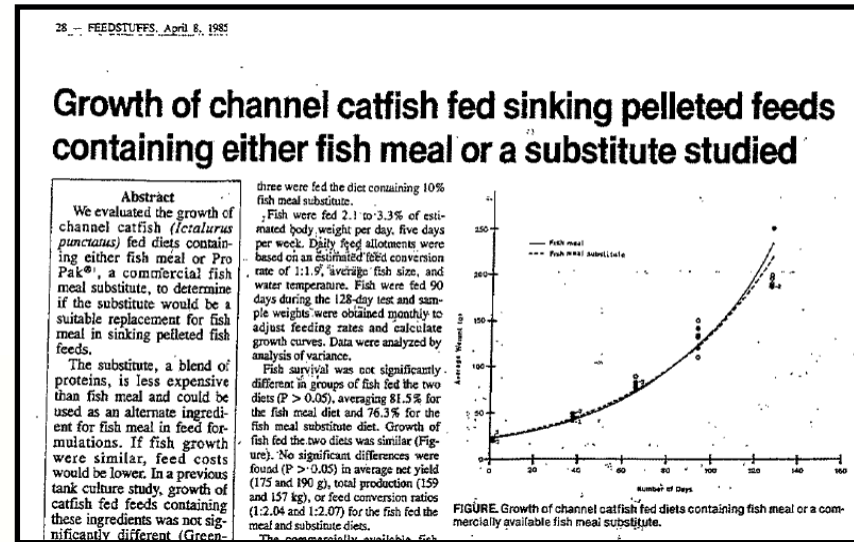 28 — FEEDSTUFFS, April 8, 1985
Growth of channel catfish fed sinking pelleted feeds
containing either fish meal or a substitute studied
Abstract
We evaluated the growth of
channel catfish (Ictalurus
punctatus) fed diets contain-
ing either fish meal or Pro
Pak®¹, a commercial fish
meal substitute, to determine
if the substitute would be a
suitable replacement for fish
meal in sinking pelleted fish
feeds.
The substitute, a blend of
proteins, is less expensive
than fish meal and could be
used as an alternate ingredi-
ent for fish meal in feed for-
mulations. If fish growth
were similar, feed costs
would be lower. In a previous
tank culture study, growth of
catfish fed feeds containing
these ingredients was not sig-
nificantly different (Green-
three were fed the diet containing 10%
fish meal substitute.
Fish were fed 2.1 to 3.3% of esti-
mated body weight per day, five days
per week. Daily feed allotments were
based on an estimated feed conversion
rate of 1:1.9, average fish size, and
water temperature. Fish were fed 90
days during the 128-day test and sam-
ple weights were obtained monthly to
adjust feeding rates and calculate
growth curves. Data were analyzed by
analysis of variance.
Fish survival was not significantly
different in groups of fish fed the two
diets (P > 0.05), averaging 81.5% for
the fish meal diet and 76.3% for the
fish meal substitute diet. Growth of
fish fed the two diets was similar (Fig-
ure). No significant differences were
found (P > 0.05) in average net yield
(175 and 190 g), total production (159
and 157 kg), or feed conversion ratios
(1:2.04 and 1:2.07) for the fish fed the
meal and substitute diets.
The commercially available fish
Fish meal
Fish meal substitute
250
200
150
100
50
0
Average Weight (g)
0 20 40 60 80 100 120 140 160
Number of Days
FIGURE. Growth of channel catfish fed diets containing fish meal or a com-
mercially available fish meal substitute.